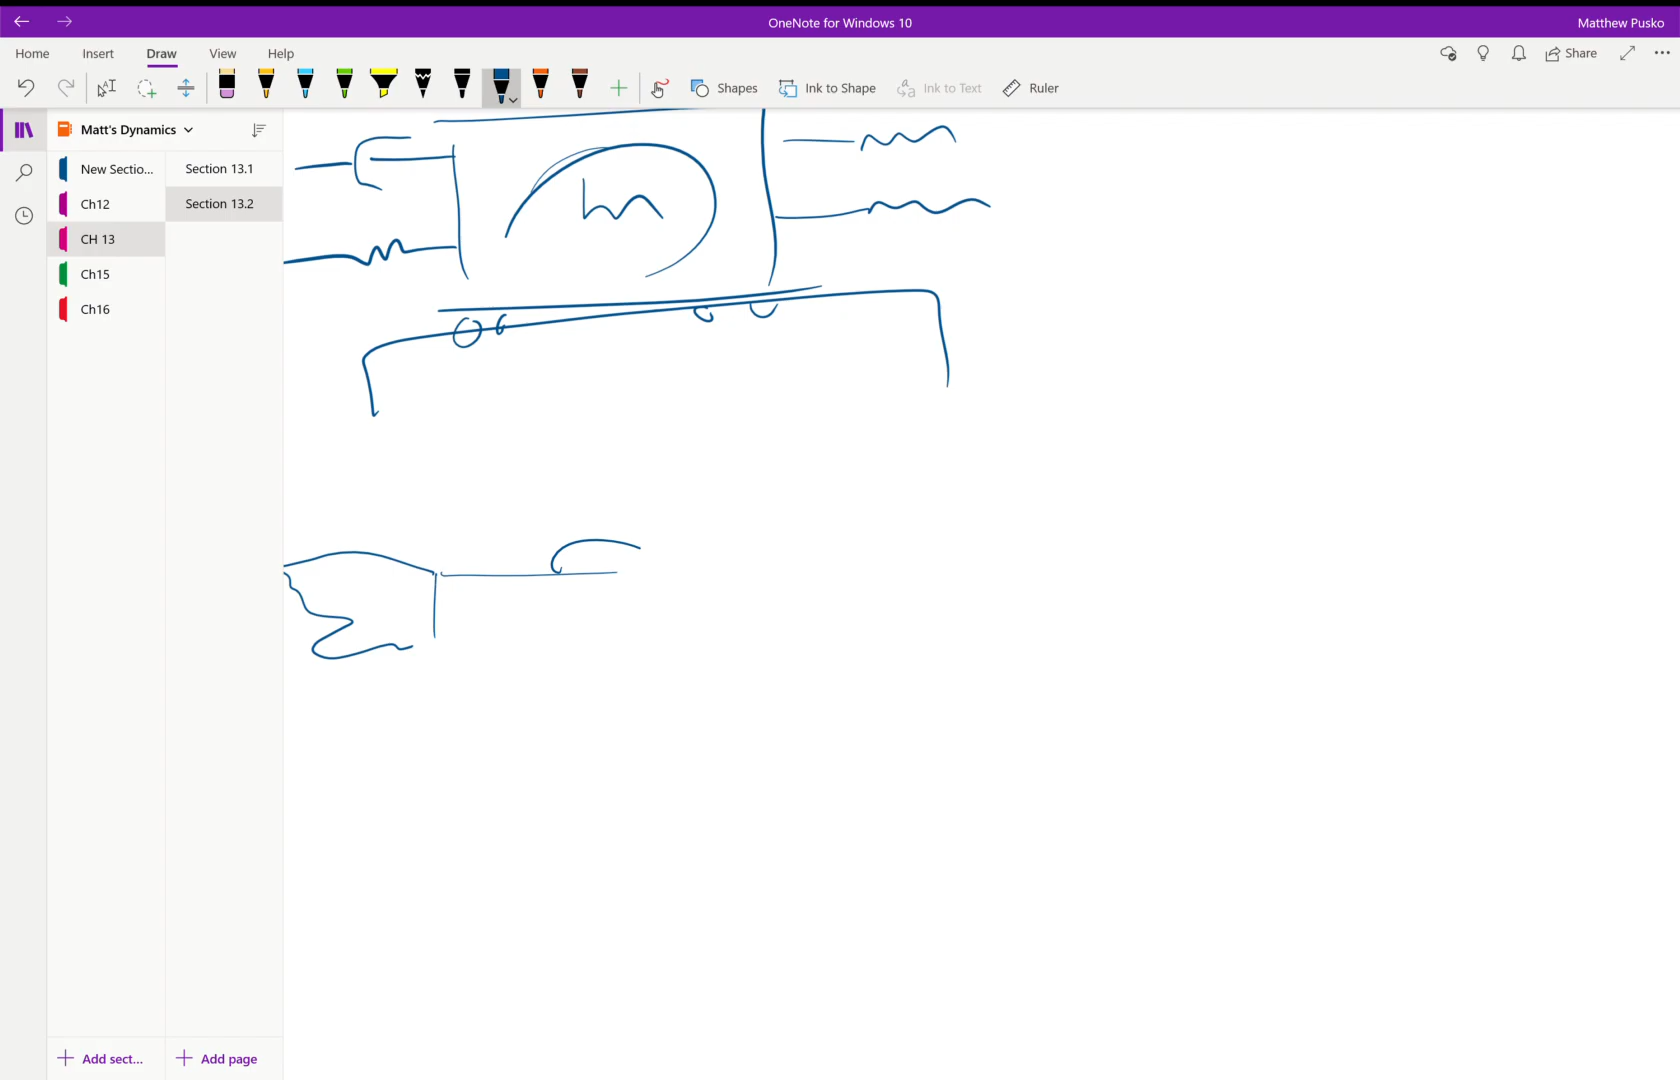 OneNote for Windows 10
Matthew Pusko
Home Insert Draw View Help
Share
Shapes Ink to Shape Ink to Text Ruler
Matt's Dynamics
New Sectio...
Ch12
CH 13
Ch15
Ch16
Section 13.1
Section 13.2
m
Add sect...
Add page